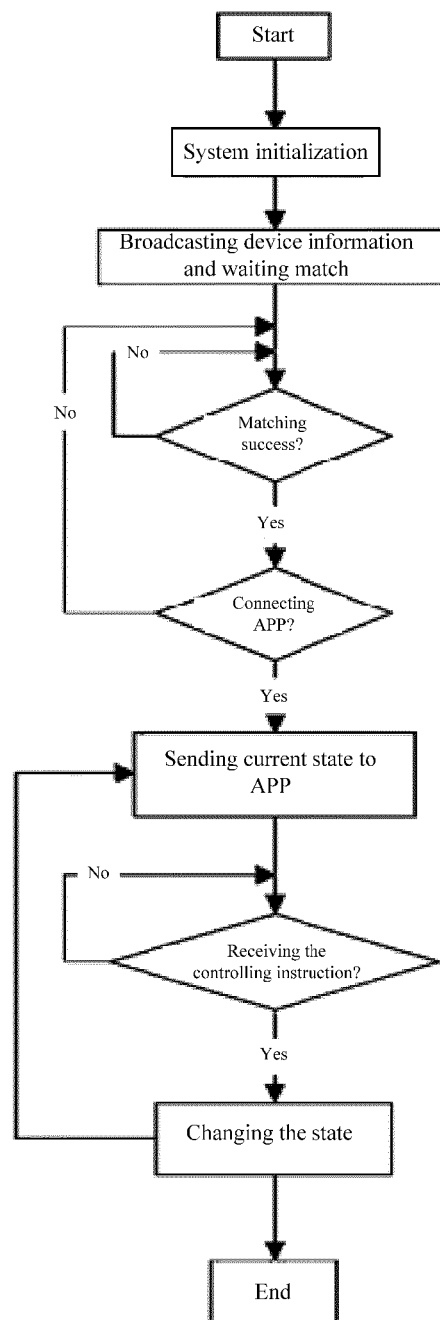 Start
System initialization
Broadcasting device information
and waiting match
No
No
Matching
success?
Yes
Connecting
APP?
Yes
Sending current state to
APP
No
Receiving the
controlling instruction?
Yes
Changing the state
End